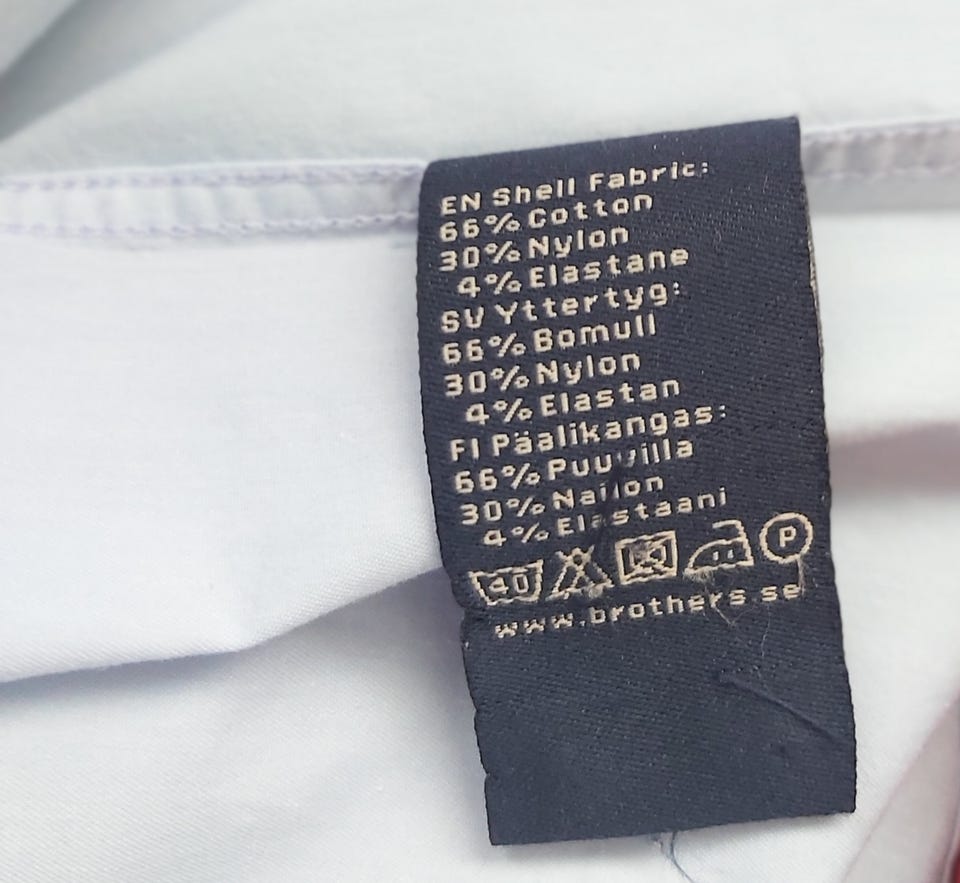 EN Shell Fabric:
66% Cotton
30% Nylon
4% Elastane
SV Yttertyg:
66% Bomull
30% Nylon
4% Elastan
FI Päälikangas:
66% Puuvilla
30% Nailon
4% Elastaani
40 P
www.brothers.se